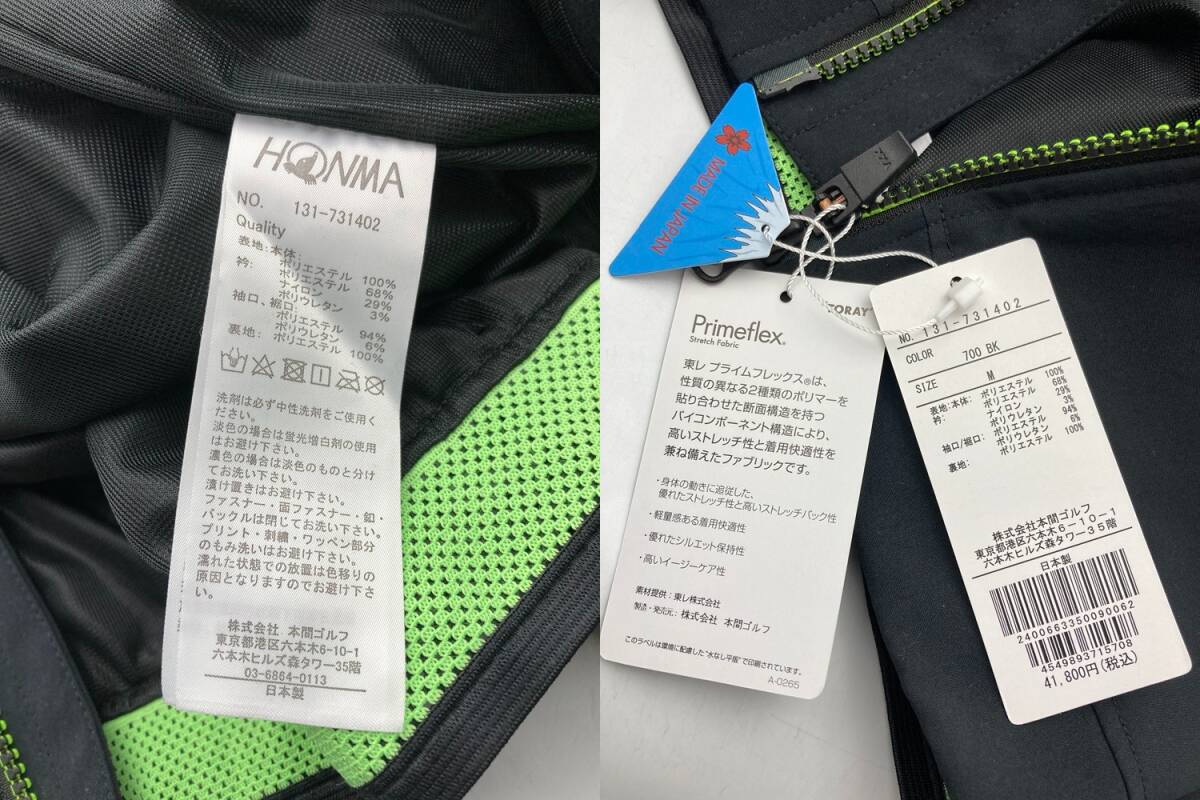 HONMA
NO. 131-731402
Quality
表地:本体:
ポリエステル 100%
衿: ポリエステル 68%
ナイロン 29%
ポリウレタン 3%
袖口、裾口:
ポリエステル 94%
ポリウレタン 6%
裏地: ポリエステル 100%
洗剤は必ず中性洗剤をご使用く
ださい。
淡色の場合は蛍光増白剤の使用
はお避け下さい。
濃色の場合は淡色のものと分け
てお洗い下さい。
漬け置きはお避け下さい。
ファスナー・面ファスナー・釦・
バックルは閉じてお洗い下さい。
プリント・刺繍・ワッペン部分
のもみ洗いはお避け下さい。
濡れた状態での放置は色移りの
原因となりますのでお避け下さ
い。
株式会社 本間ゴルフ
東京都港区六本木6-10-1
六本木ヒルズ森タワー35階
03-6864-0113
日本製
MADE IN JAPAN
TORAY
Primeflex®
Stretch Fabric
東レ プライムフレックス®は、
性質の異なる2種類のポリマーを
貼り合わせた断面構造を持つ
バイコンポーネント構造により、
高いストレッチ性と着用快適性を
兼ね備えたファブリックです。
・身体の動きに追従した、
優れたストレッチ性と高いストレッチバック性
・軽量感ある着用快適性
・優れたシルエット保持性
・高いイージーケア性
素材提供:東レ株式会社
製造・発売元:株式会社 本間ゴルフ
このラベルは環境に配慮した"水なし平版"で印刷されています。
A-0265
NO. 131-731402
COLOR 700 BK
SIZE M
表地:本体: ポリエステル 100%
衿: ポリエステル 68%
ナイロン 29%
ポリウレタン 3%
袖口/裾口: ポリエステル 94%
ポリウレタン 6%
裏地: ポリエステル 100%
株式会社本間ゴルフ
東京都港区六本木6-10-1
六本木ヒルズ森タワー35階
日本製
2400663350090062
4549893715708
41,800円(税込)